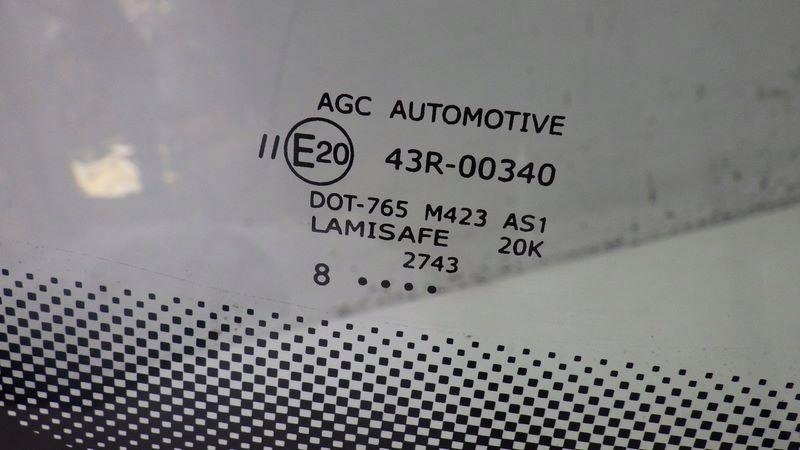 AGC AUTOMOTIVE
II E20 43R-00340
DOT-765 M423 AS1
LAMISAFE 20K
2743
8 ....